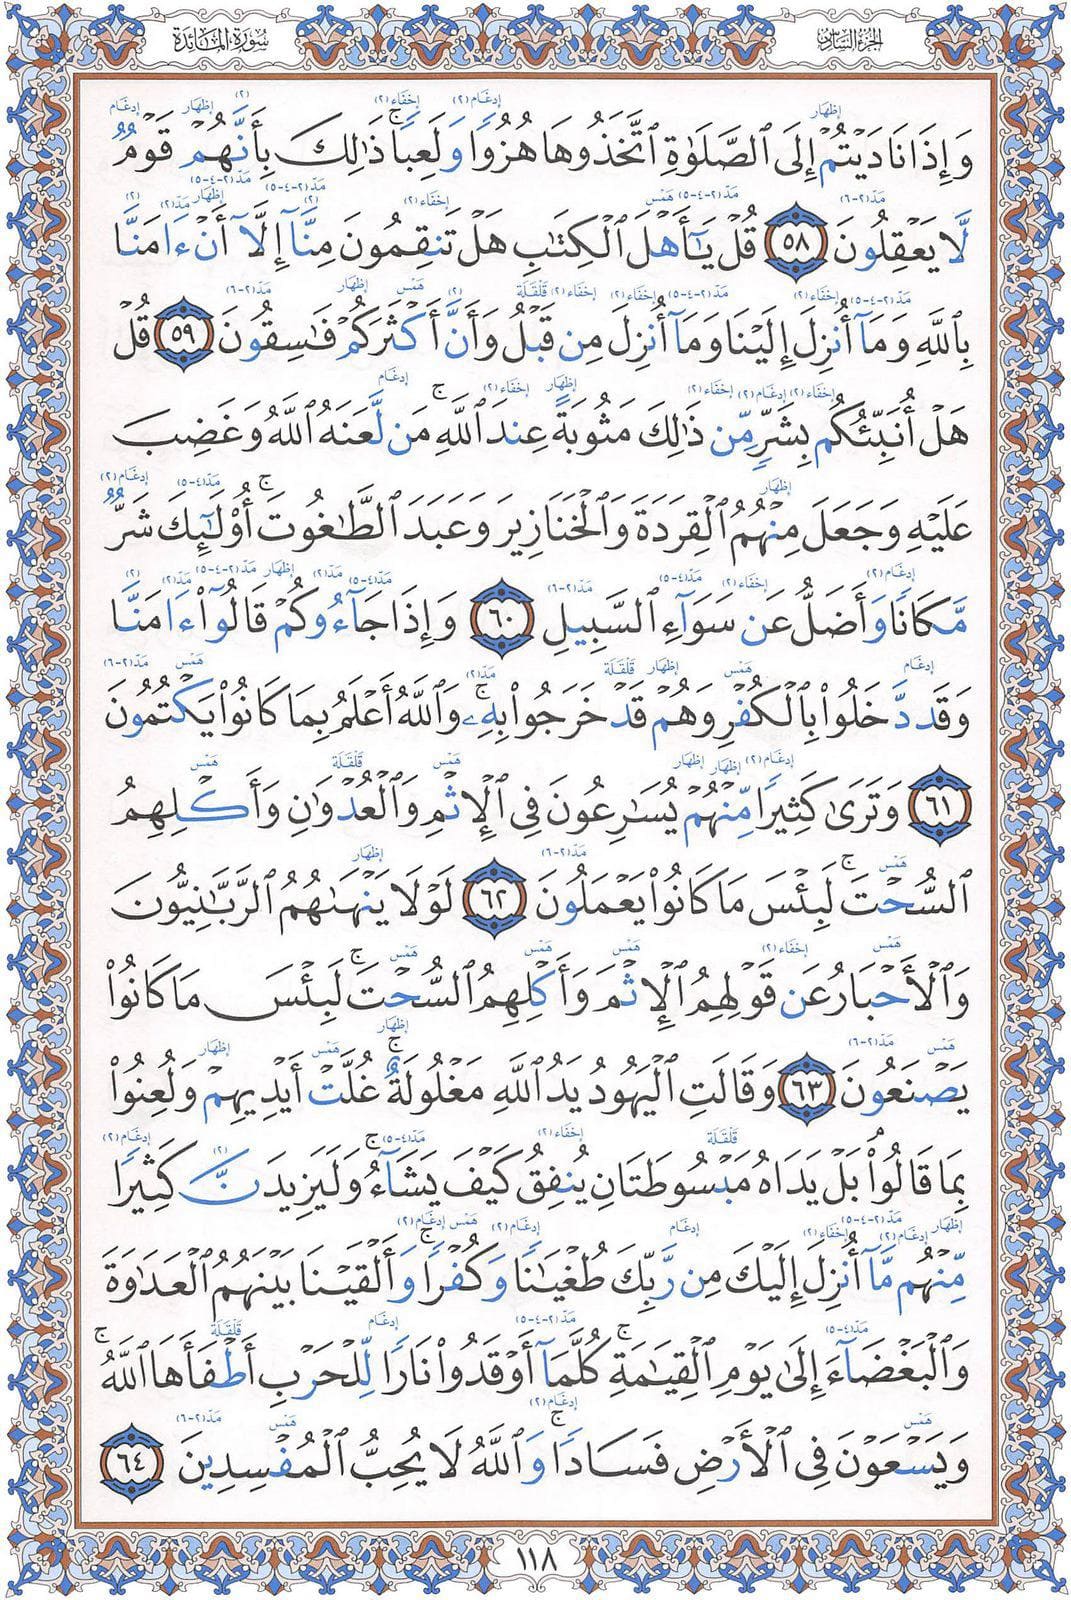 الجزء السادس
سورة المائدة
وَإِذَا نَادَيْتُمْ إِلَى ٱلصَّلَوٰةِ ٱتَّخَذُوهَا هُزُوًا وَلَعِبًا ۚ ذَٰلِكَ بِأَنَّهُمْ قَوْمٌ
لَّا يَعْقِلُونَ ٥٨ قُلْ يَـٰٓأَهْلَ ٱلْكِتَـٰبِ هَلْ تَنقِمُونَ مِنَّآ إِلَّآ أَنْ ءَامَنَّا
بِٱللَّهِ وَمَآ أُنزِلَ إِلَيْنَا وَمَآ أُنزِلَ مِن قَبْلُ وَأَنَّ أَكْثَرَكُمْ فَـٰسِقُونَ ٥٩ قُلْ
هَلْ أُنَبِّئُكُم بِشَرٍّ مِّن ذَٰلِكَ مَثُوبَةً عِندَ ٱللَّهِ ۚ مَن لَّعَنَهُ ٱللَّهُ وَغَضِبَ
عَلَيْهِ وَجَعَلَ مِنْهُمُ ٱلْقِرَدَةَ وَٱلْخَنَازِيرَ وَعَبَدَ ٱلطَّـٰغُوتَ ۚ أُو۟لَـٰٓئِكَ شَرٌّ
مَّكَانًا وَأَضَلُّ عَن سَوَآءِ ٱلسَّبِيلِ ٦٠ وَإِذَا جَآءُوكُمْ قَالُوٓا۟ ءَامَنَّا
وَقَد دَّخَلُوا۟ بِٱلْكُفْرِ وَهُمْ قَدْ خَرَجُوا۟ بِهِۦ ۚ وَٱللَّهُ أَعْلَمُ بِمَا كَانُوا۟ يَكْتُمُونَ
٦١ وَتَرَىٰ كَثِيرًا مِّنْهُمْ يُسَـٰرِعُونَ فِى ٱلْإِثْمِ وَٱلْعُدْوَٰنِ وَأَكْلِهِمُ
ٱلسُّحْتَ ۚ لَبِئْسَ مَا كَانُوا۟ يَعْمَلُونَ ٦٢ لَوْلَا يَنْهَىٰهُمُ ٱلرَّبَّـٰنِيُّونَ
وَٱلْأَحْبَارُ عَن قَوْلِهِمُ ٱلْإِثْمَ وَأَكْلِهِمُ ٱلسُّحْتَ ۚ لَبِئْسَ مَا كَانُوا۟
يَصْنَعُونَ ٦٣ وَقَالَتِ ٱلْيَهُودُ يَدُ ٱللَّهِ مَغْلُولَةٌ ۚ غُلَّتْ أَيْدِيهِمْ وَلُعِنُوا۟
بِمَا قَالُوا۟ ۘ بَلْ يَدَاهُ مَبْسُوطَتَانِ يُنفِقُ كَيْفَ يَشَآءُ ۚ وَلَيَزِيدَنَّ كَثِيرًا
مِّنْهُم مَّآ أُنزِلَ إِلَيْكَ مِن رَّبِّكَ طُغْيَـٰنًا وَكُفْرًا ۚ وَأَلْقَيْنَا بَيْنَهُمُ ٱلْعَدَٰوَةَ
وَٱلْبَغْضَآءَ إِلَىٰ يَوْمِ ٱلْقِيَـٰمَةِ ۚ كُلَّمَآ أَوْقَدُوا۟ نَارًا لِّلْحَرْبِ أَطْفَأَهَا ٱللَّهُ ۚ
وَيَسْعَوْنَ فِى ٱلْأَرْضِ فَسَادًا ۚ وَٱللَّهُ لَا يُحِبُّ ٱلْمُفْسِدِينَ ٦٤
١١٨